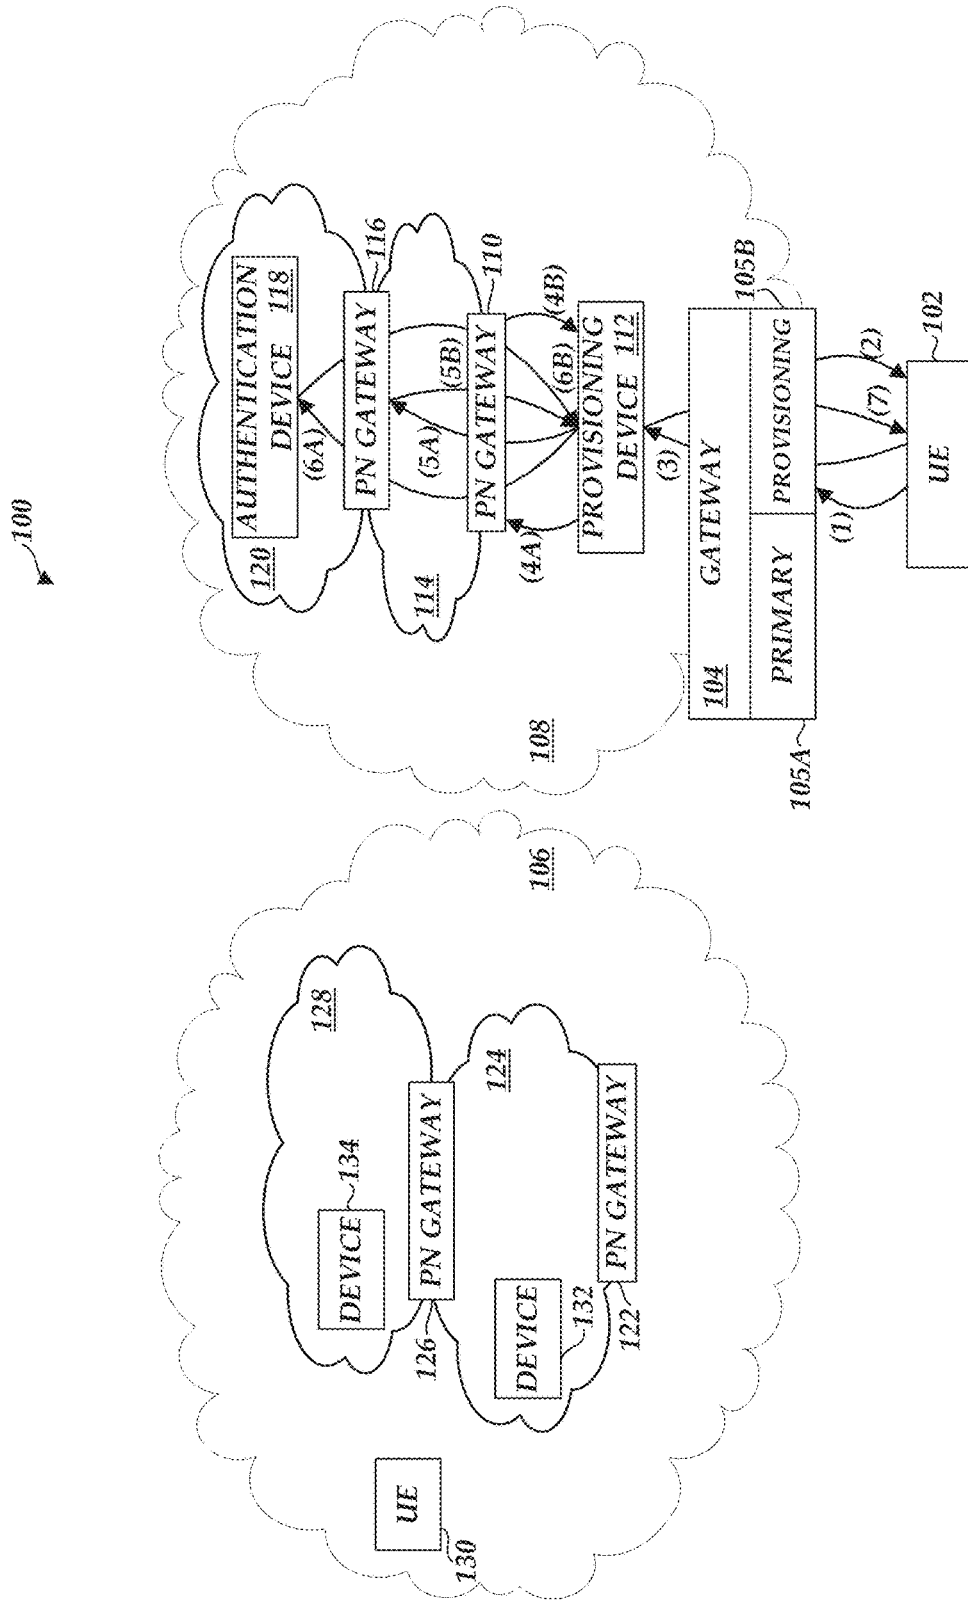 100
120
AUTHENTICATION
DEVICE 118
(6A)
PN GATEWAY
116
114
(5A)
(5B)
PN GATEWAY
110
(4A)
(6B)
(4B)
PROVISIONING
DEVICE 112
108
(3)
104
GATEWAY
PRIMARY
PROVISIONING
105A
105B
(1)
(7)
(2)
UE
102
128
DEVICE
134
126
PN GATEWAY
124
DEVICE
132
122
PN GATEWAY
106
UE
130